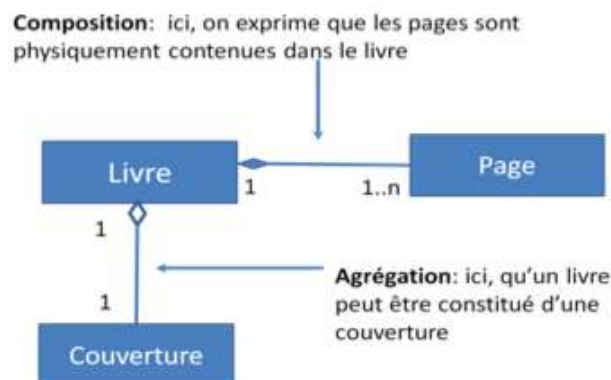 Composition: ici, on exprime que les pages sont
physiquement contenues dans le livre
Livre
Page
1
1..n
1
Agrégation: ici, qu'un livre
peut être constitué d'une
couverture
1
Couverture